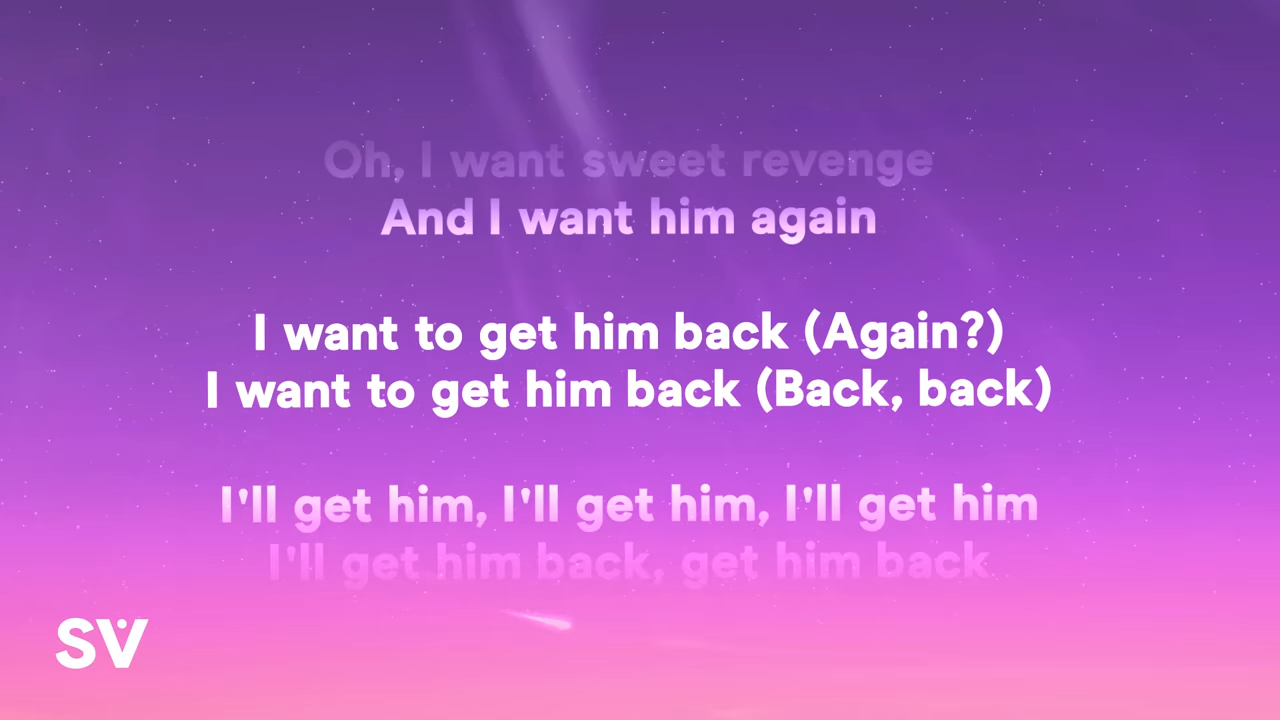 Oh, I want sweet revenge
And I want him again
I want to get him back (Again?)
I want to get him back (Back, back)
I'll get him, I'll get him, I'll get him
I'll get him back, get him back
SV